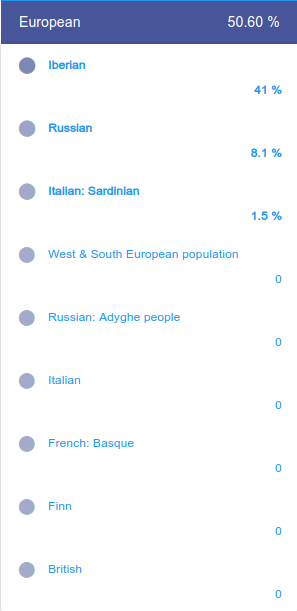 European 50.60 %
Iberian
41 %
Russian
8.1 %
Italian: Sardinian
1.5 %
West & South European population
0
Russian: Adyghe people
0
Italian
0
French: Basque
0
Finn
0
British
0